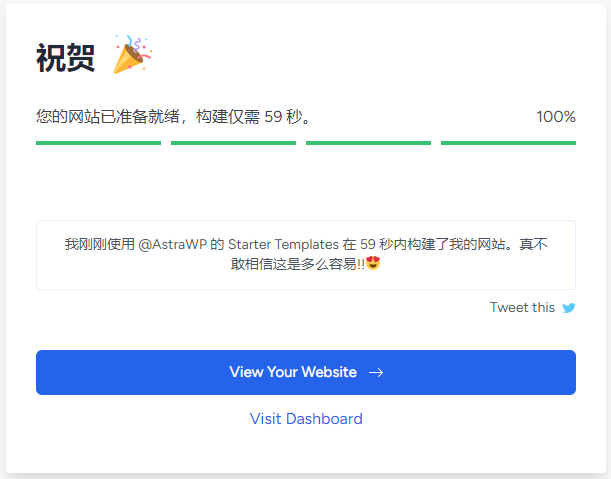 祝贺 🎉
您的网站已准备就绪，构建仅需 59 秒。 100%
我刚刚使用 @AstraWP 的 Starter Templates 在 59 秒内构建了我的网站。真不
敢相信这是多么容易!!😍
Tweet this
View Your Website →
Visit Dashboard